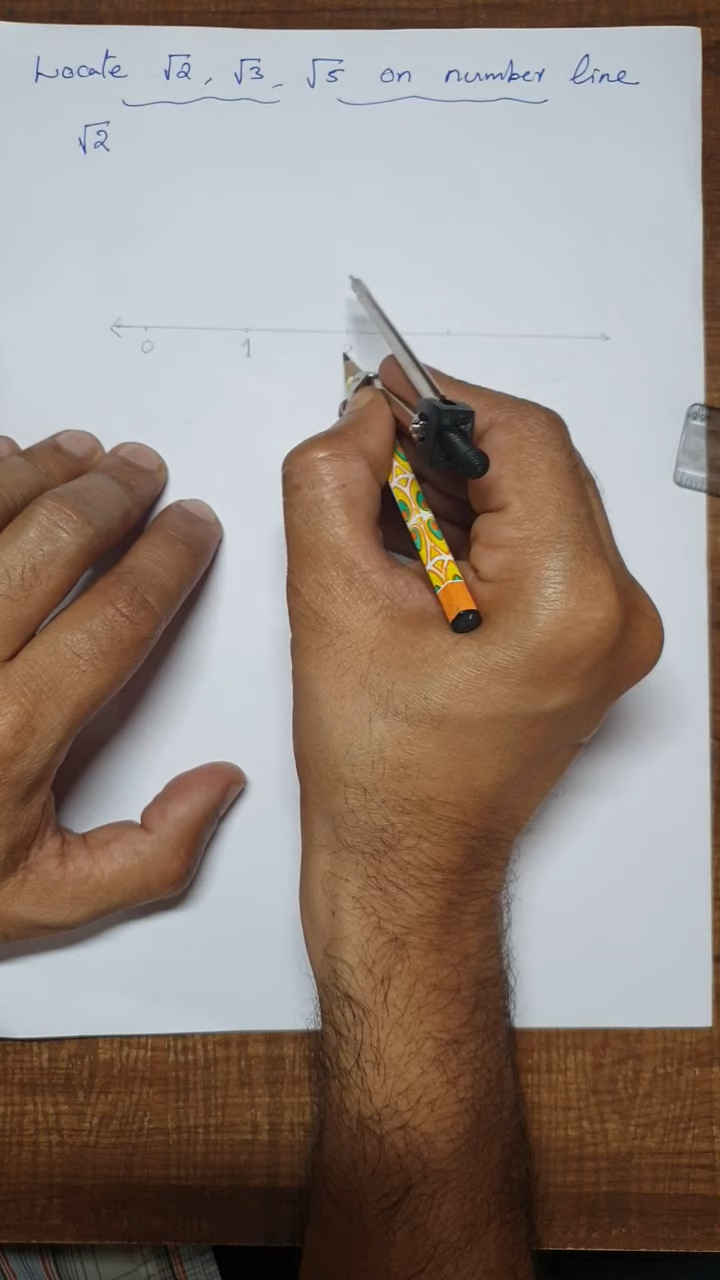 Locate √2, √3, √5 on number line
√2
0 1